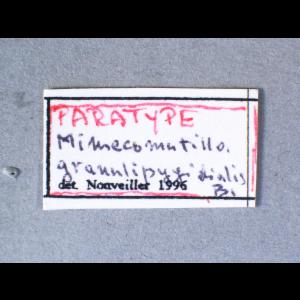 PARATYPE
Mimecomutilla
granulipygidialis
B.
det. Nonveiller 1996